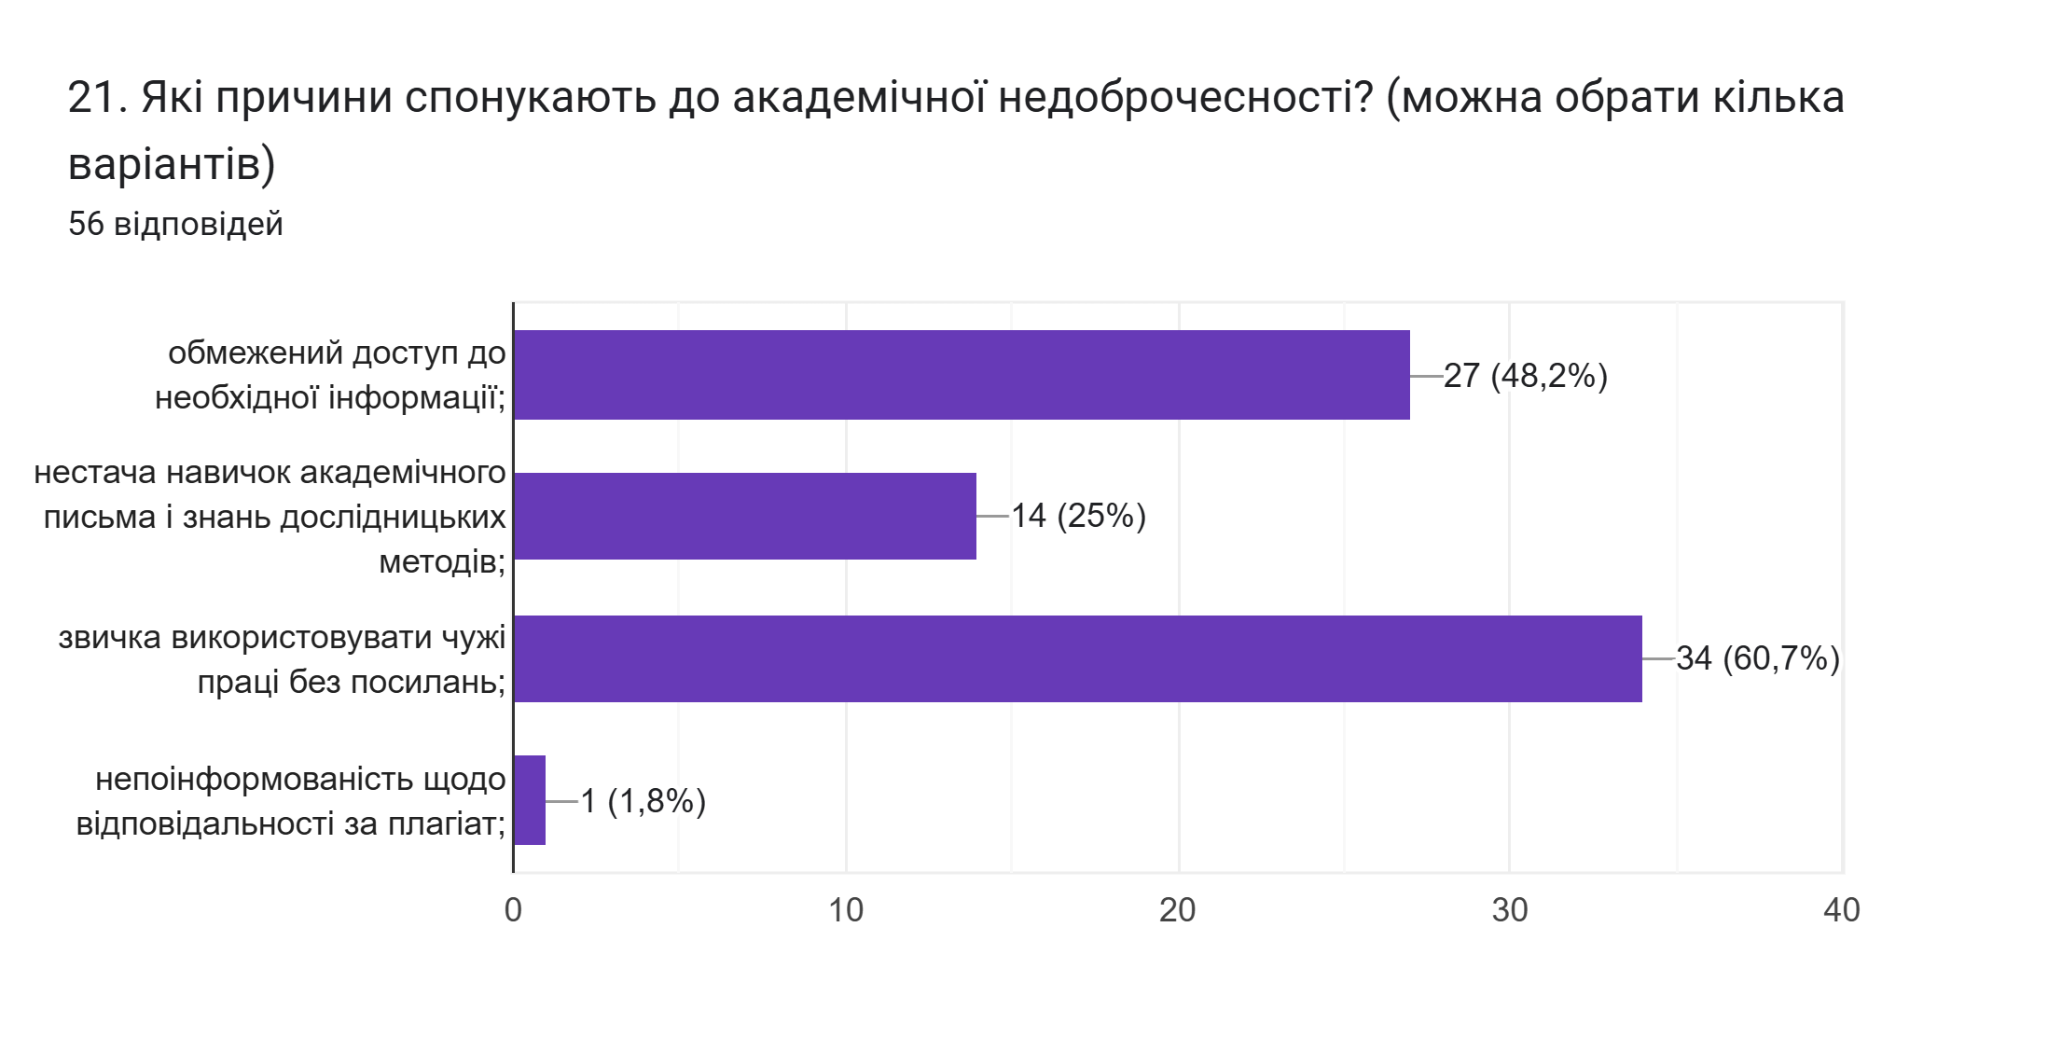 21. Які причини спонукають до академічної недоброчесності? (можна обрати кілька
варіантів)
56 відповідей
обмежений доступ до
необхідної інформації;
27 (48,2%)
нестача навичок академічного
письма і знань дослідницьких
методів;
14 (25%)
звичка використовувати чужі
праці без посилань;
34 (60,7%)
непоінформованість щодо
відповідальності за плагіат;
1 (1,8%)
0 10 20 30 40